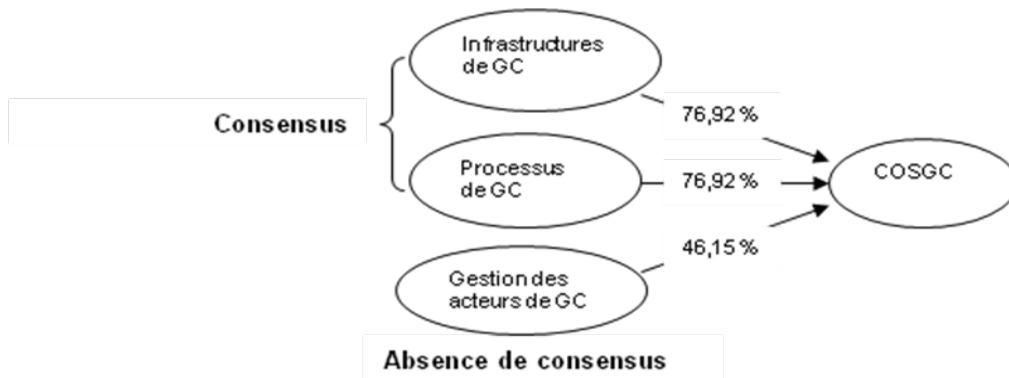 Infrastructures
de GC
76,92 %
Consensus
Processus
de GC
76,92 %
COSGC
46,15 %
Gestion des
acteurs de GC
Absence de consensus